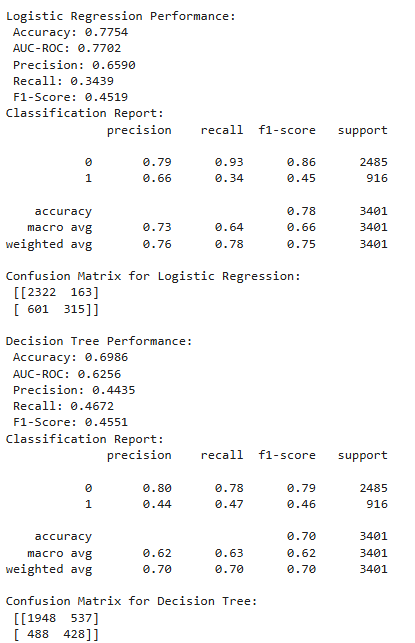 Logistic Regression Performance:
Accuracy: 0.7754
AUC-ROC: 0.7702
Precision: 0.6590
Recall: 0.3439
F1-Score: 0.4519
Classification Report:
precision recall f1-score support
0 0.79 0.93 0.86 2485
1 0.66 0.34 0.45 916
accuracy 0.78 3401
macro avg 0.73 0.64 0.66 3401
weighted avg 0.76 0.78 0.75 3401
Confusion Matrix for Logistic Regression:
[[2322 163]
[ 601 315]]
Decision Tree Performance:
Accuracy: 0.6986
AUC-ROC: 0.6256
Precision: 0.4435
Recall: 0.4672
F1-Score: 0.4551
Classification Report:
precision recall f1-score support
0 0.80 0.78 0.79 2485
1 0.44 0.47 0.46 916
accuracy 0.70 3401
macro avg 0.62 0.63 0.62 3401
weighted avg 0.70 0.70 0.70 3401
Confusion Matrix for Decision Tree:
[[1948 537]
[ 488 428]]